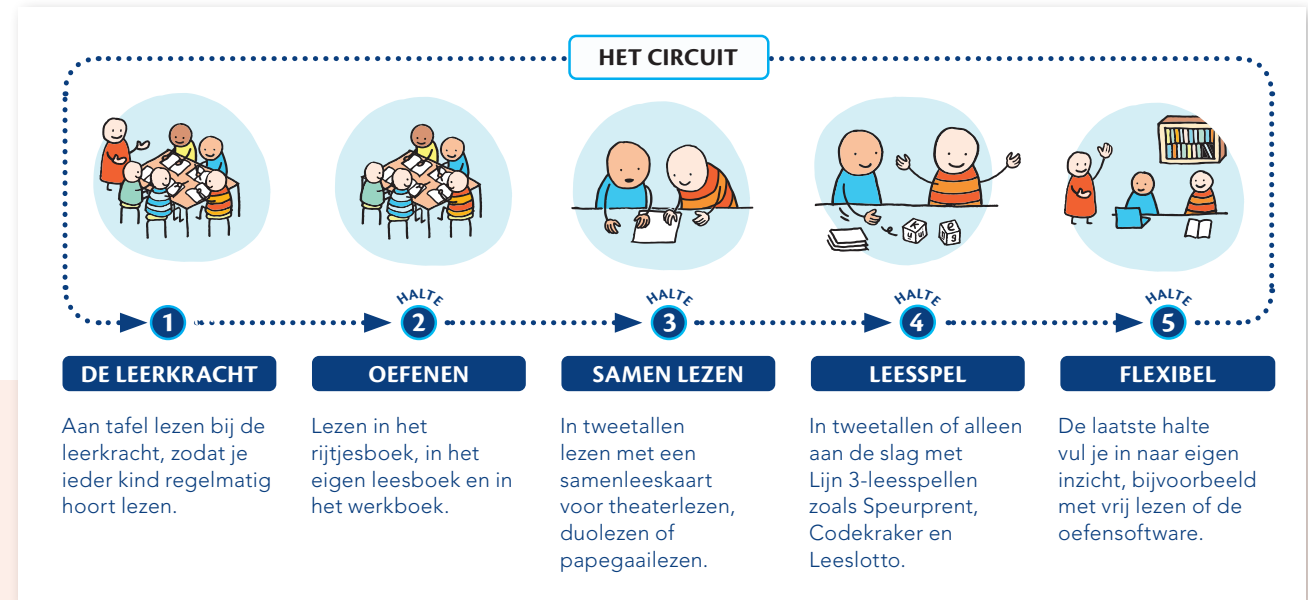 HET CIRCUIT
1
HALTE
2
HALTE
3
HALTE
4
HALTE
5
DE LEERKRACHT
Aan tafel lezen bij de
leerkracht, zodat je
ieder kind regelmatig
hoort lezen.
OEFENEN
Lezen in het
rijtjesboek, in het
eigen leesboek en in
het werkboek.
SAMEN LEZEN
In tweetallen
lezen met een
samenleeskaart
voor theaterlezen,
duolezen of
papegaailezen.
LEESSPEL
In tweetallen of alleen
aan de slag met
Lijn 3-leesspellen
zoals Speurprent,
Codekraker en
Leeslotto.
FLEXIBEL
De laatste halte
vul je in naar eigen
inzicht, bijvoorbeeld
met vrij lezen of de
oefensoftware.